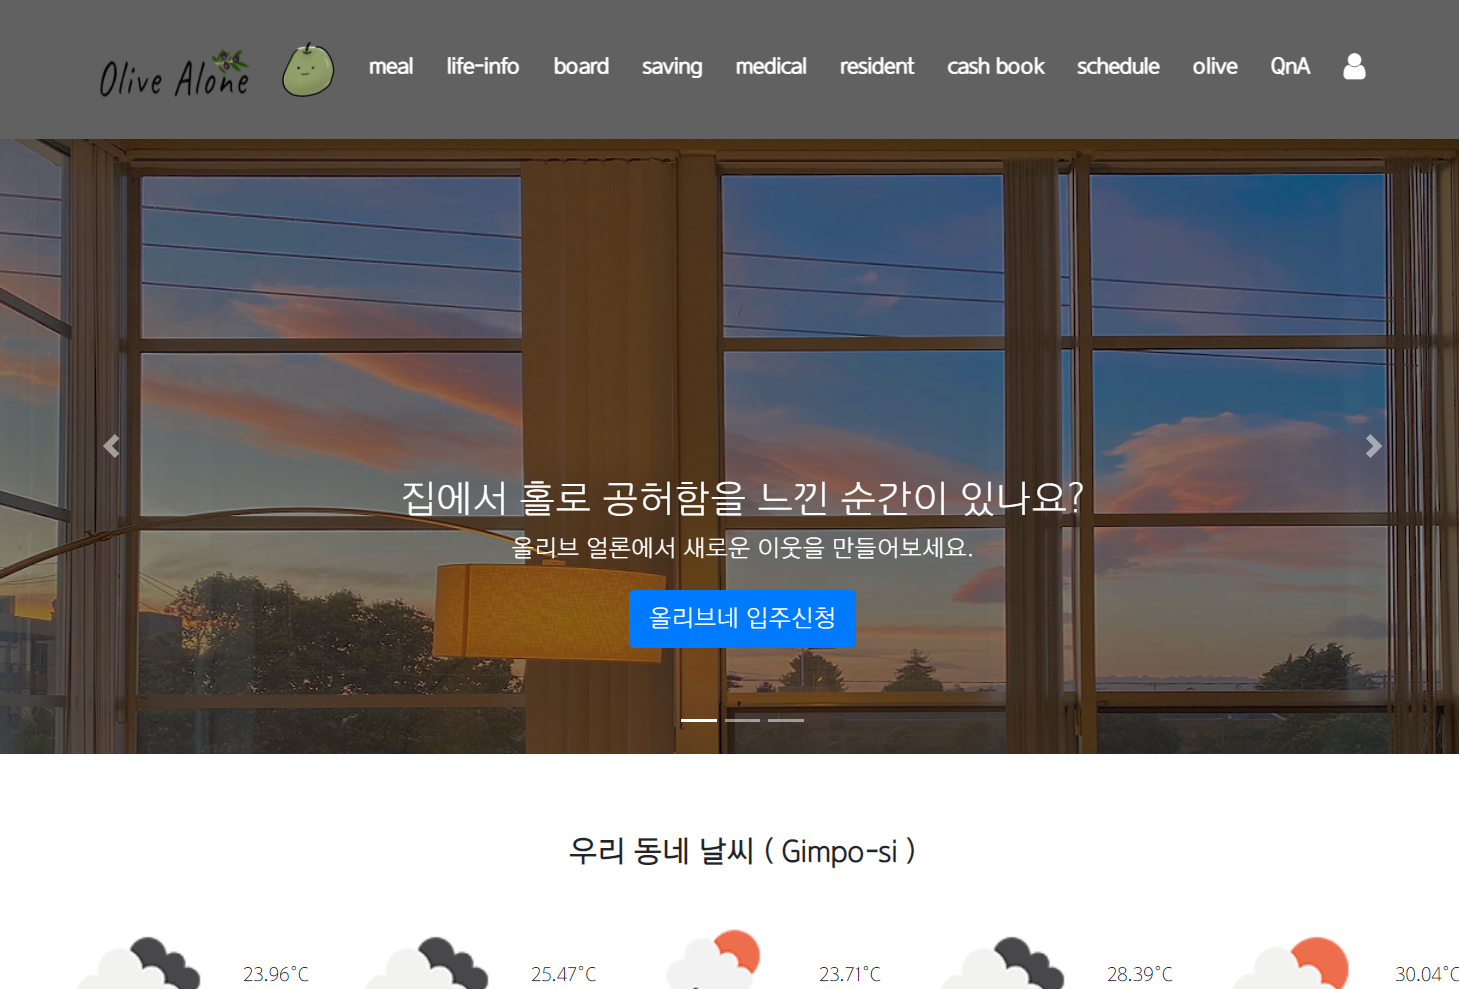 Olive Alone
meal life-info board saving medical resident cash book schedule olive QnA
집에서 홀로 공허함을 느낀 순간이 있나요?
올리브 얼론에서 새로운 이웃을 만들어보세요.
올리브네 입주신청
우리 동네 날씨 ( Gimpo-si )
23.96°C 25.47°C 23.71°C 28.39°C 30.04°C